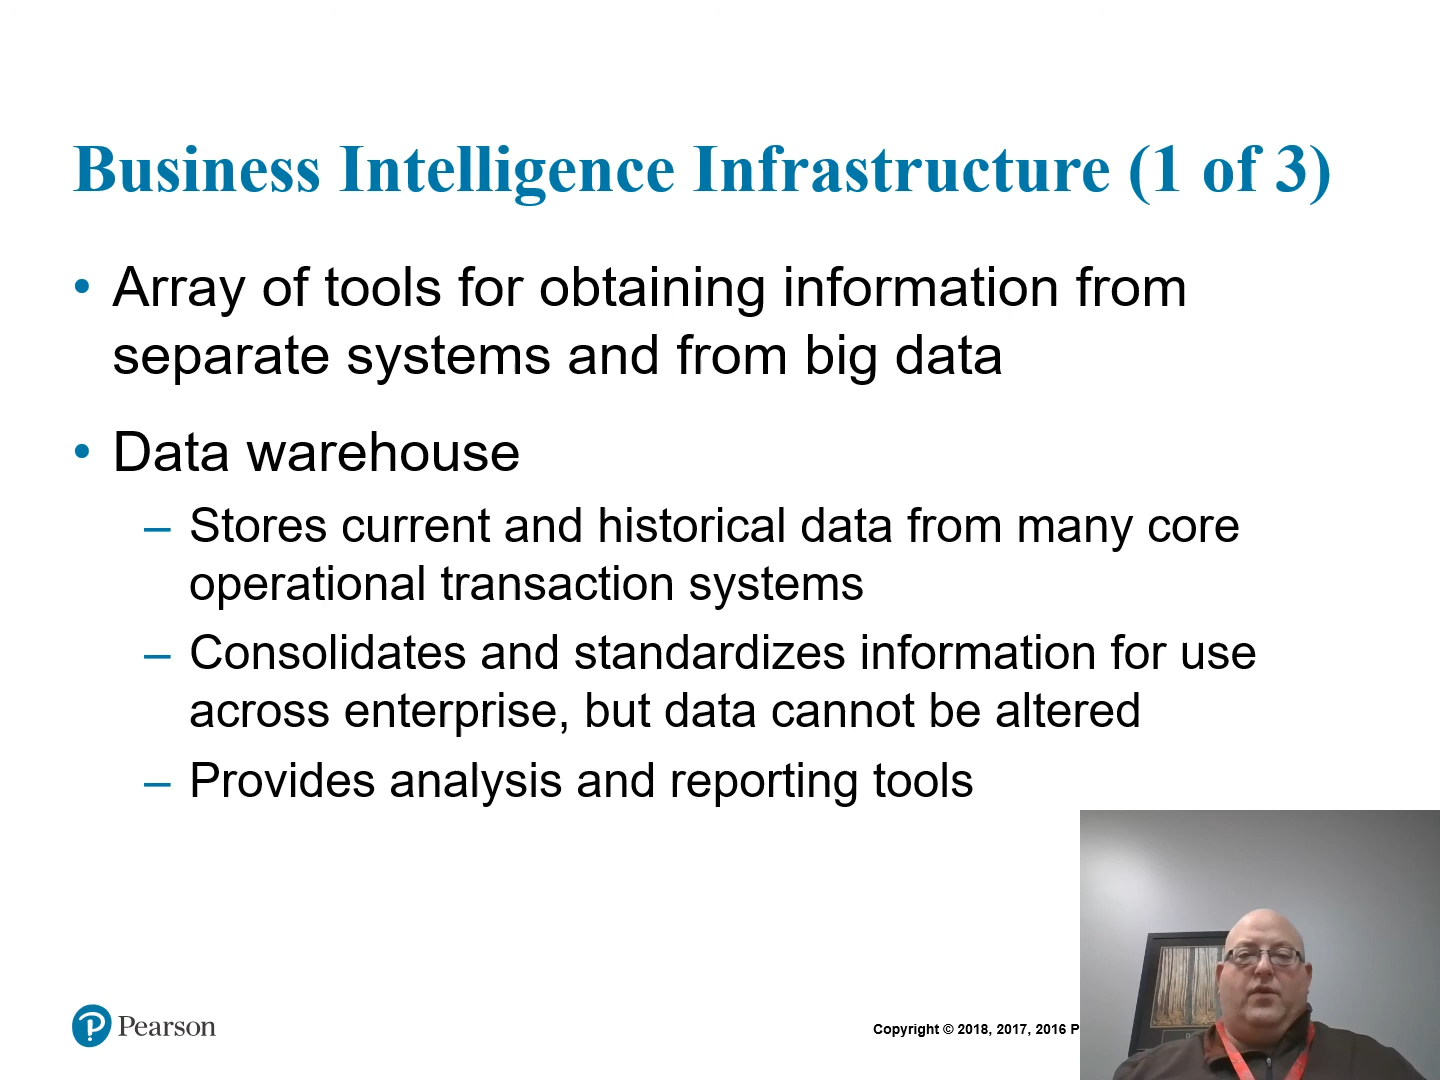 Business Intelligence Infrastructure (1 of 3)
• Array of tools for obtaining information from
separate systems and from big data
• Data warehouse
– Stores current and historical data from many core
operational transaction systems
– Consolidates and standardizes information for use
across enterprise, but data cannot be altered
– Provides analysis and reporting tools
Pearson
Copyright © 2018, 2017, 2016 P